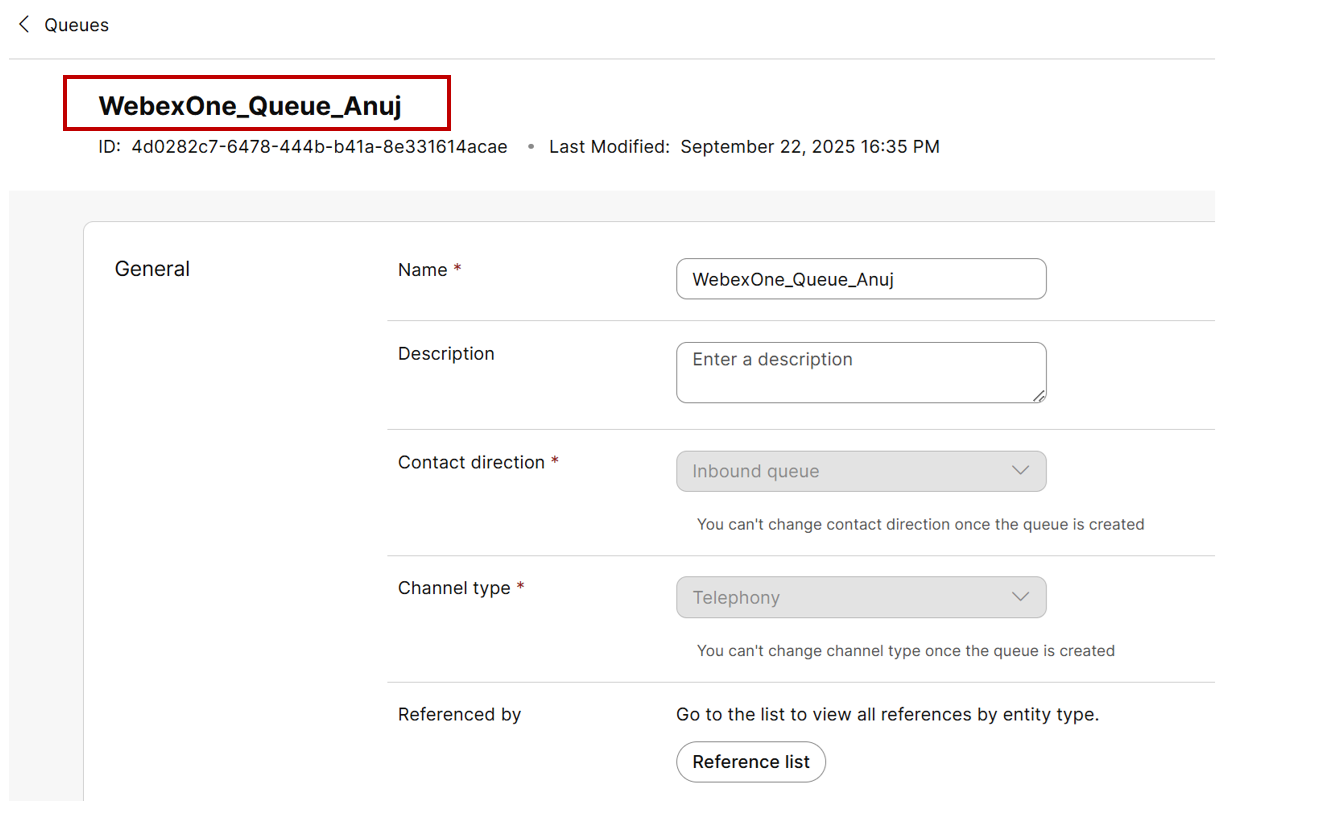 Queues
WebexOne_Queue_Anuj
ID: 4d0282c7-6478-444b-b41a-8e331614acae • Last Modified: September 22, 2025 16:35 PM
General
Name *
WebexOne_Queue_Anuj
Description
Enter a description
Contact direction *
Inbound queue
You can't change contact direction once the queue is created
Channel type *
Telephony
You can't change channel type once the queue is created
Referenced by
Go to the list to view all references by entity type.
Reference list